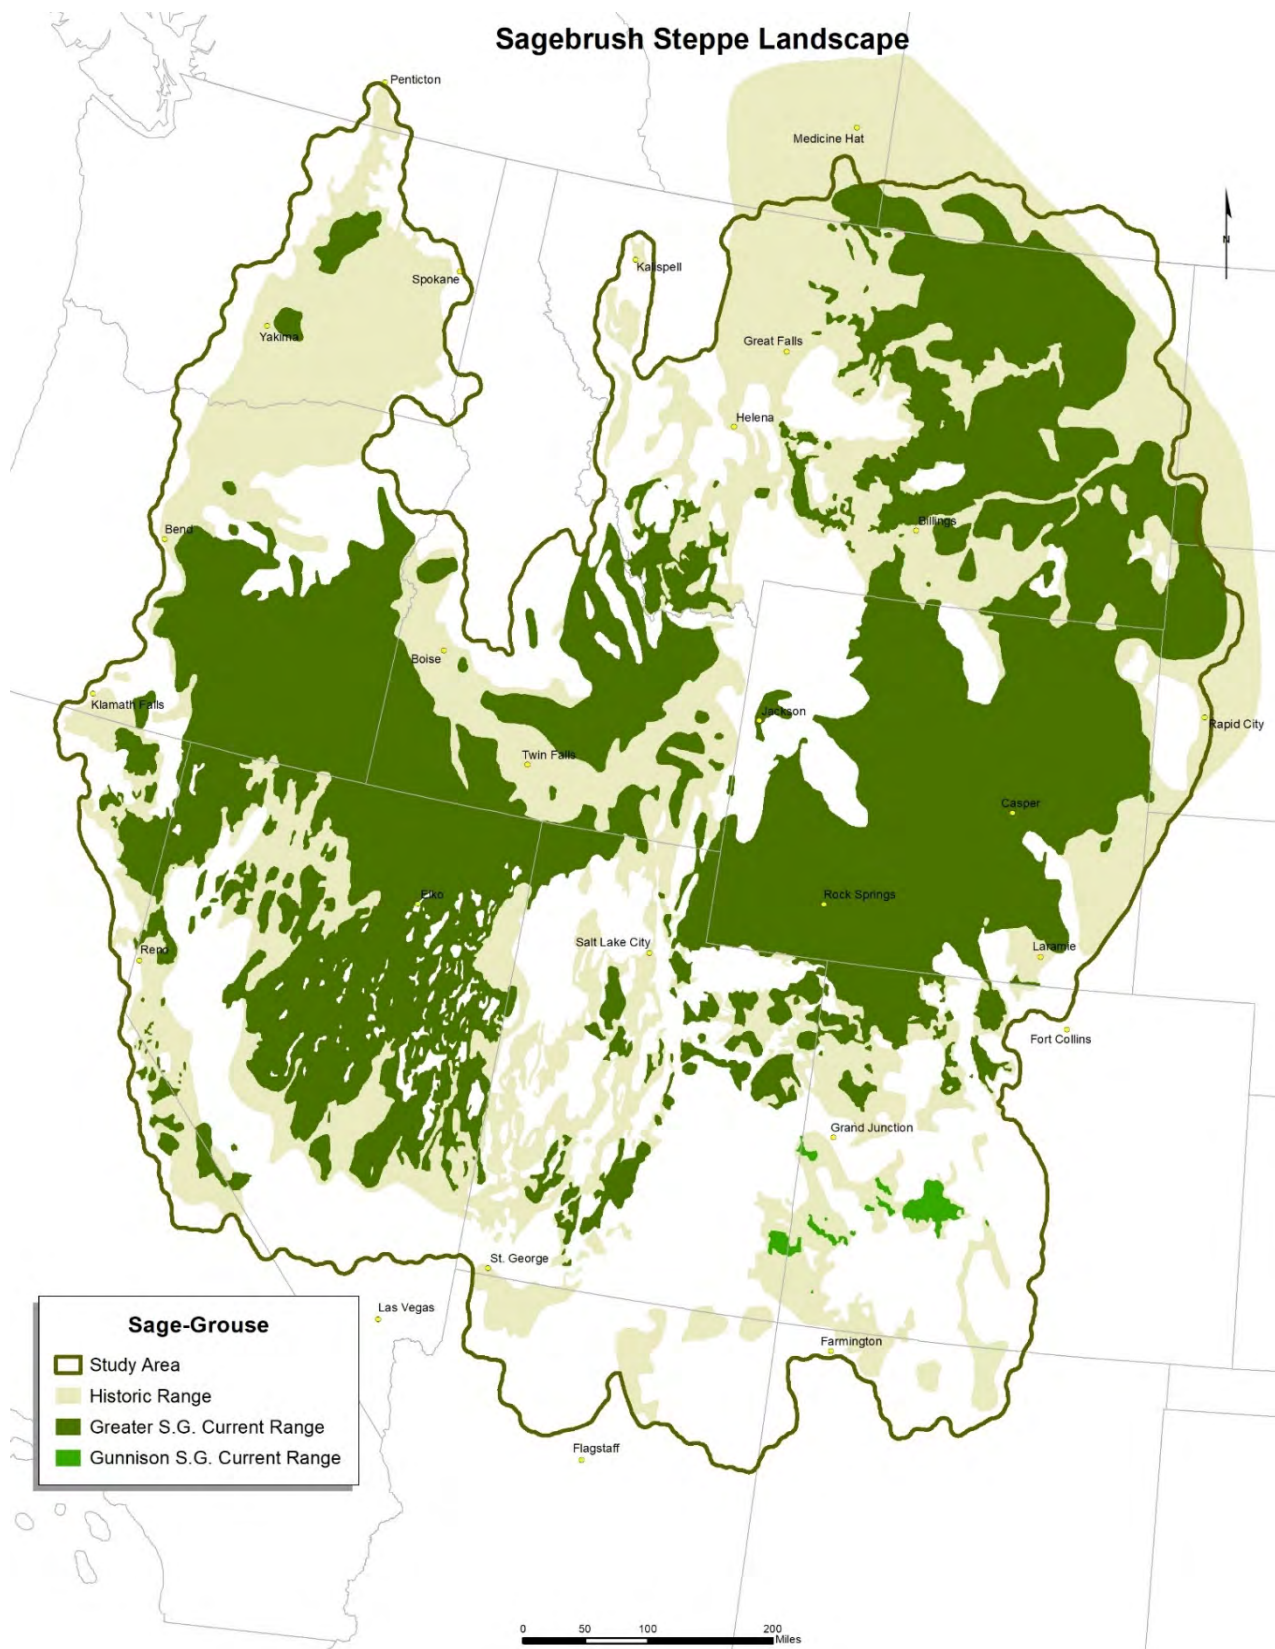 Sagebrush Steppe Landscape
Penticton
Medicine Hat
N
Spokane
Kalispell
Yakima
Great Falls
Helena
Bend
Billings
Boise
Klamath Falls
Jackson
Rapid City
Twin Falls
Casper
Elko
Rock Springs
Reno
Salt Lake City
Laramie
Fort Collins
Grand Junction
St. George
Las Vegas
Farmington
Flagstaff
Sage-Grouse
Study Area
Historic Range
Greater S.G. Current Range
Gunnison S.G. Current Range
0 50 100 200
Miles